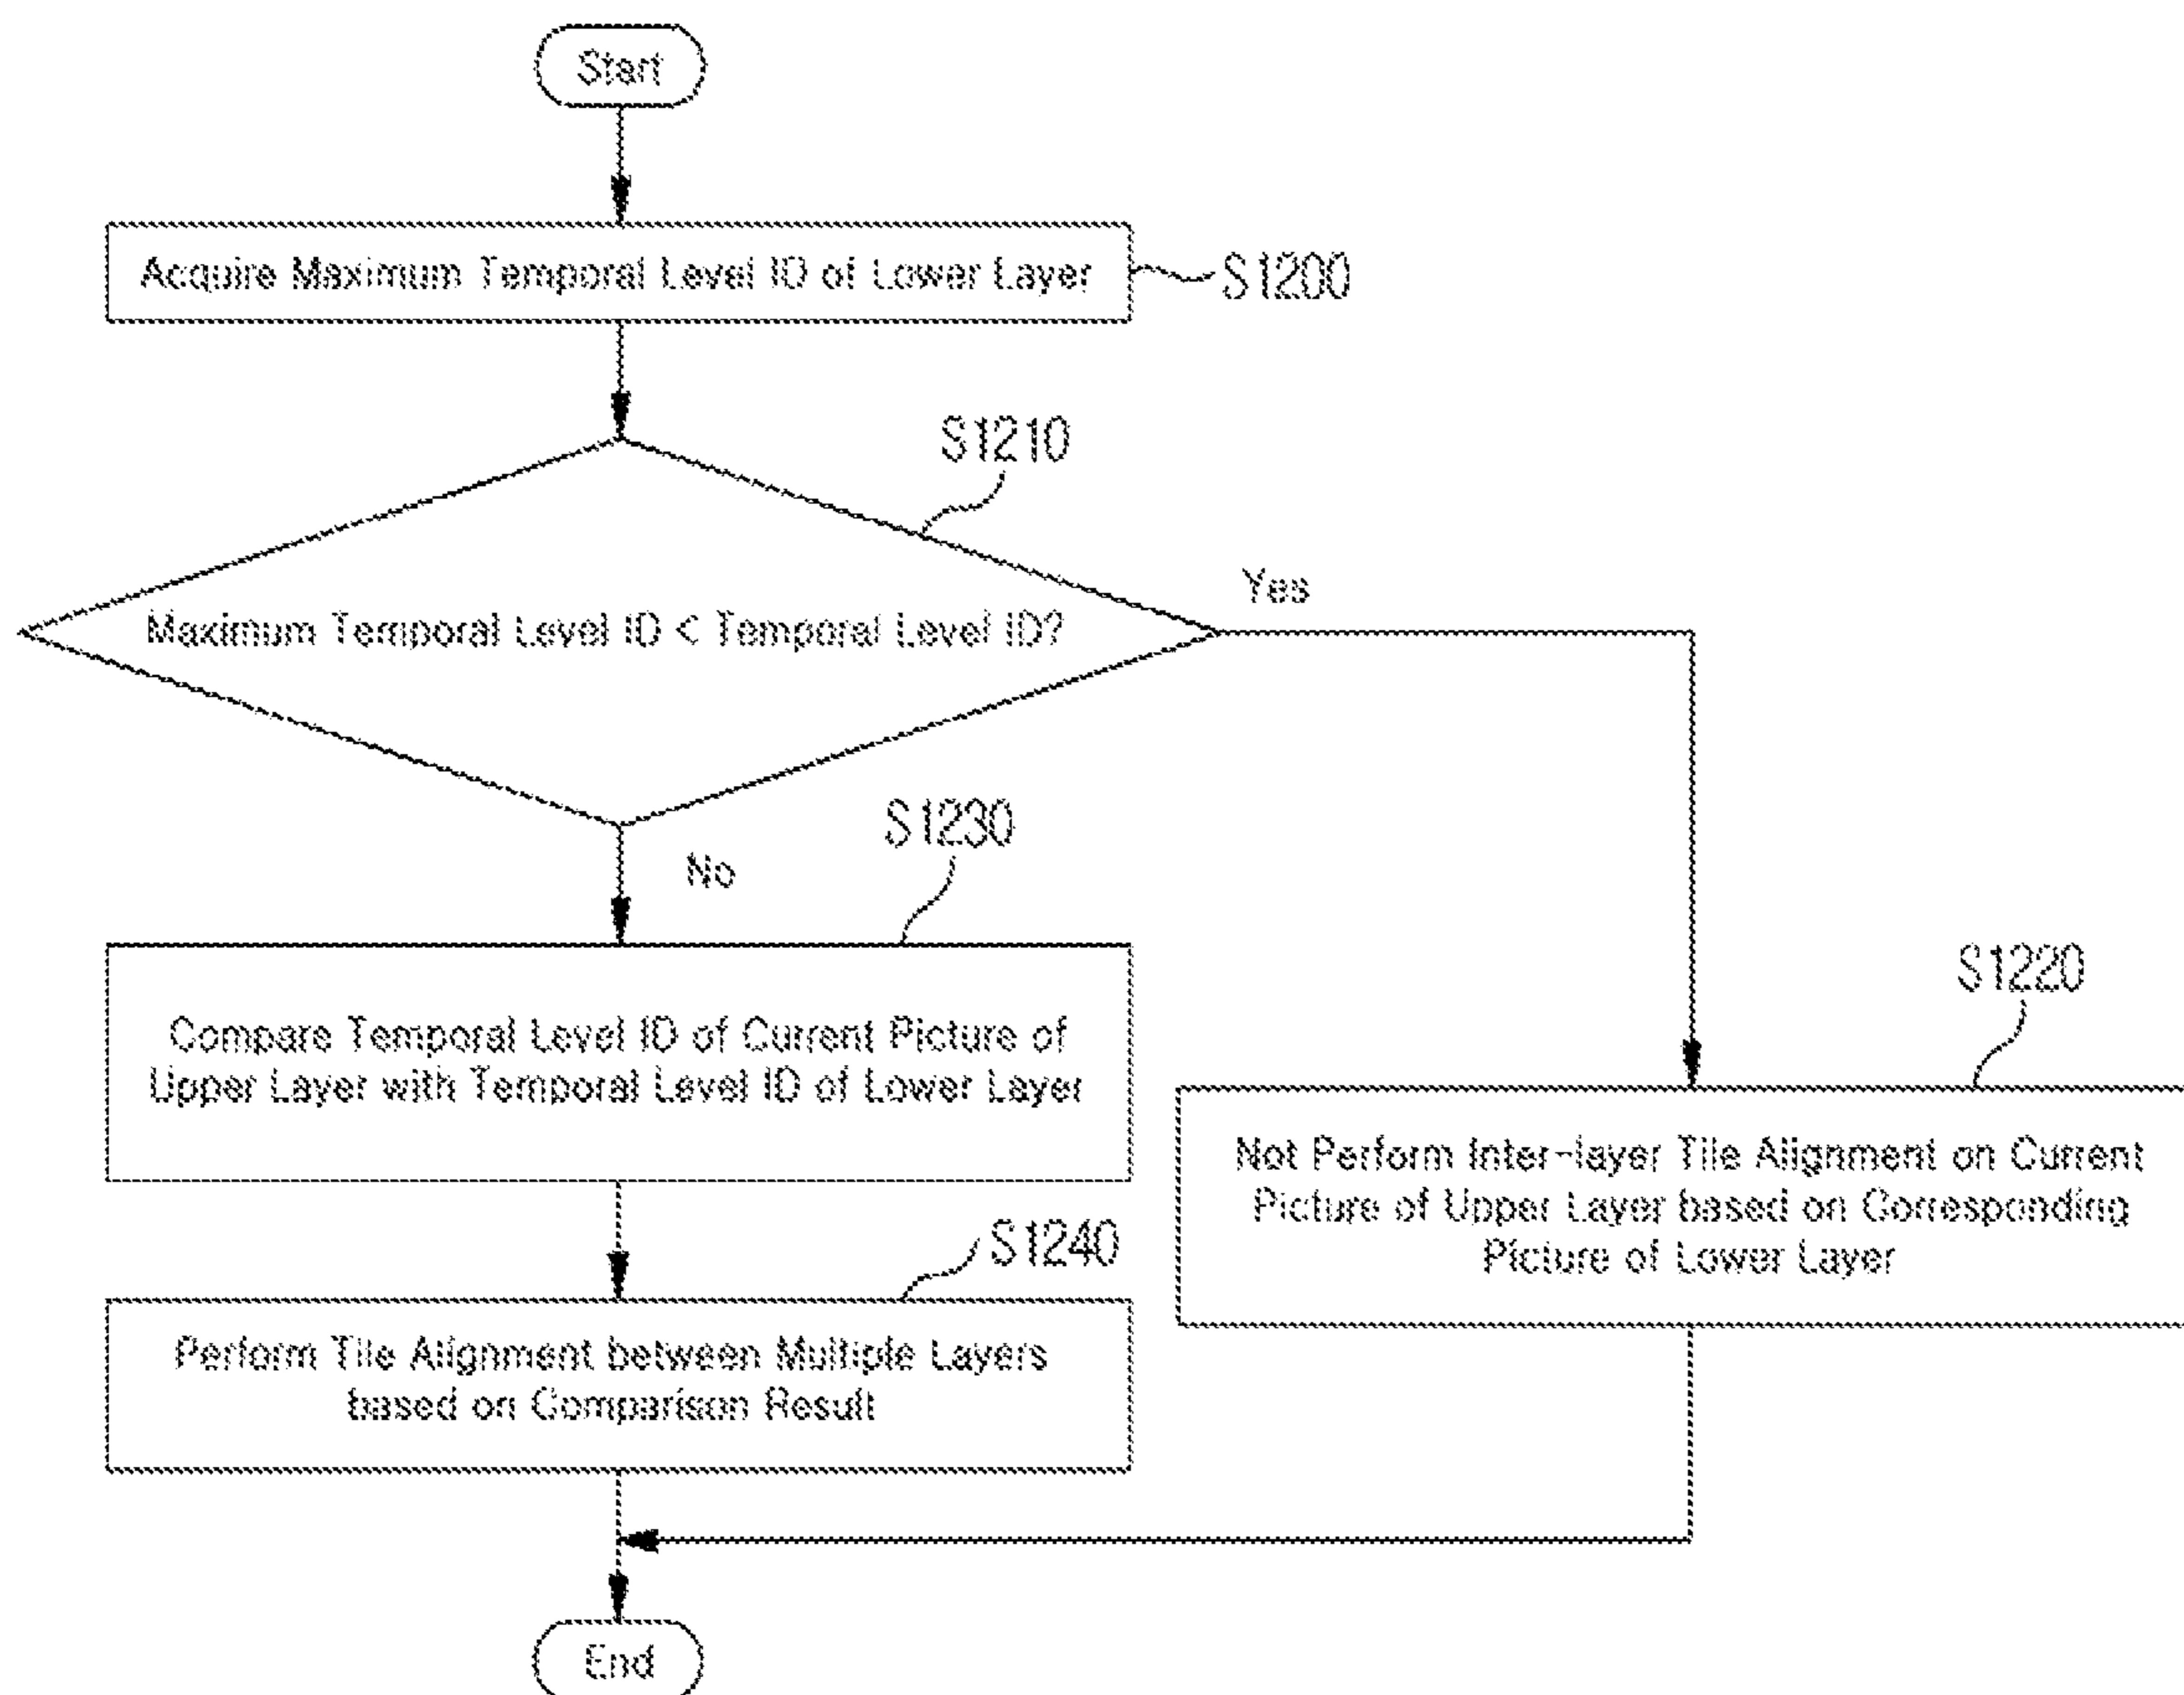 Start
Acquire Maximum Temporal Level ID of Lower Layer
S1200
S1210
Maximum Temporal Level ID < Temporal Level ID?
Yes
No
S1230
Compare Temporal Level ID of Current Picture of
Upper Layer with Temporal Level ID of Lower Layer
S1220
Not Perform Inter-layer Tile Alignment on Current
Picture of Upper Layer based on Corresponding
Picture of Lower Layer
S1240
Perform Tile Alignment between Multiple Layers
based on Comparison Result
End